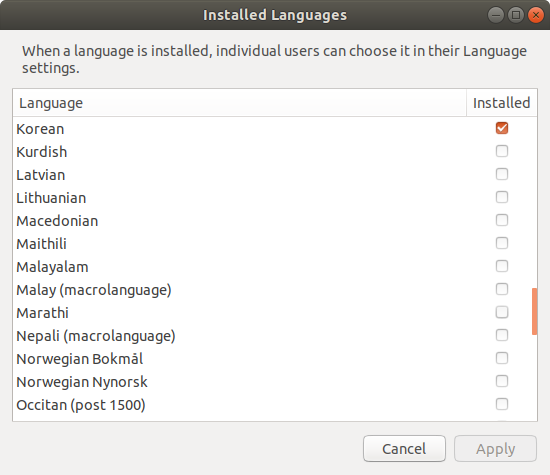 Installed Languages
When a language is installed, individual users can choose it in their Language
settings.
Language Installed
Korean
Kurdish
Latvian
Lithuanian
Macedonian
Maithili
Malayalam
Malay (macrolanguage)
Marathi
Nepali (macrolanguage)
Norwegian Bokmål
Norwegian Nynorsk
Occitan (post 1500)
Cancel Apply